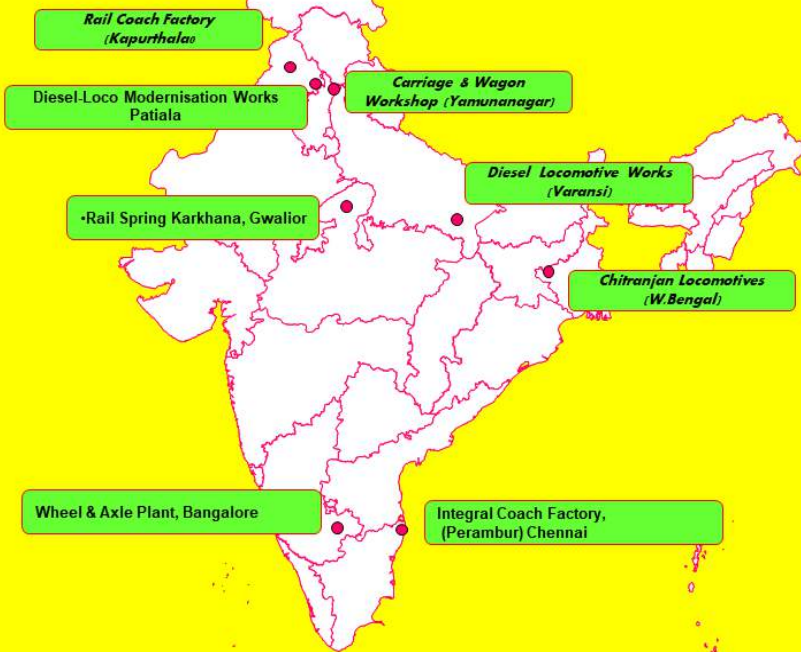 Rail Coach Factory
(Kapurthala0
Diesel-Loco Modernisation Works
Patiala
Carriage & Wagon
Workshop (Yamunanagar)
Diesel Locomotive Works
(Varansi)
•Rail Spring Karkhana, Gwalior
Chitranjan Locomotives
(W.Bengal)
Wheel & Axle Plant, Bangalore
Integral Coach Factory,
(Perambur) Chennai